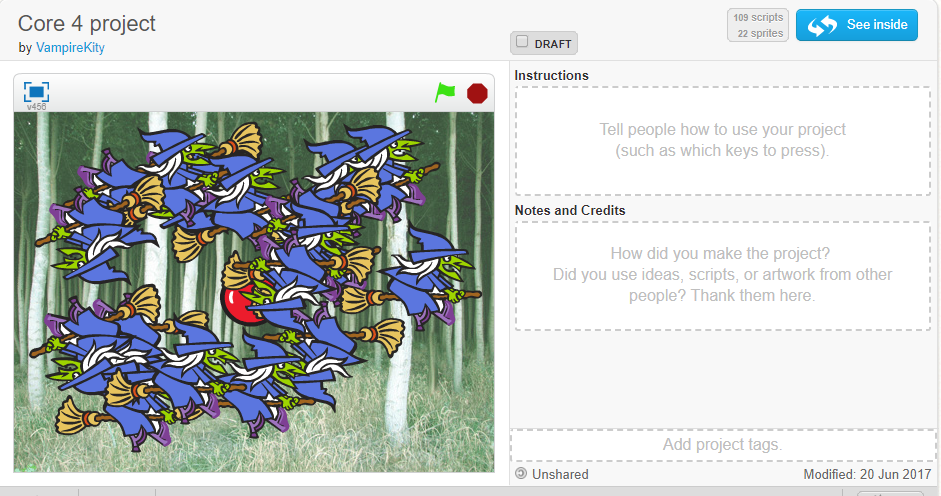 Core 4 project
by VampireKity
DRAFT
109 scripts
22 sprites
See inside
v456
Instructions
Tell people how to use your project
(such as which keys to press).
Notes and Credits
How did you make the project?
Did you use ideas, scripts, or artwork from other
people? Thank them here.
Add project tags.
Unshared
Modified: 20 Jun 2017